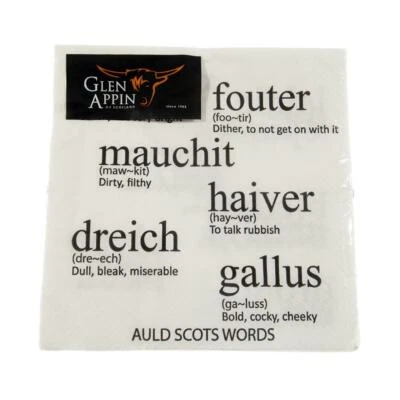 GLEN
APPIN
OF SCOTLAND
since 1982
fouter
(foo~tir)
Dither, to not get on with it
mauchit
(maw~kit)
Dirty, filthy
haiver
(hay~ver)
To talk rubbish
dreich
(dre~ech)
Dull, bleak, miserable
gallus
(ga~luss)
Bold, cocky, cheeky
AULD SCOTS WORDS